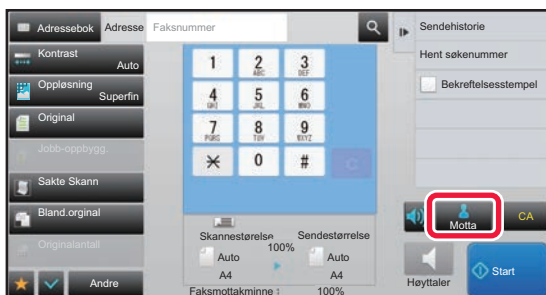 Adressebok
Adresse
Faksnummer
Sendehistorie
Kontrast
Auto
Hent søkenummer
Oppløsning
Superfin
Bekreftelsesstempel
Original
Jobb-oppbygg.
Sakte Skann
Bland.orginal
Originalantall
Andre
1
2
ABC
3
DEF
4
GHI
5
JKL
6
MNO
7
PQRS
8
TUV
9
WXYZ
0
#
Skannestørelse
Sendestørrelse
100%
Auto
Auto
A4
A4
Faksmottakminne :
100%
Motta
CA
Høyttaler
Start